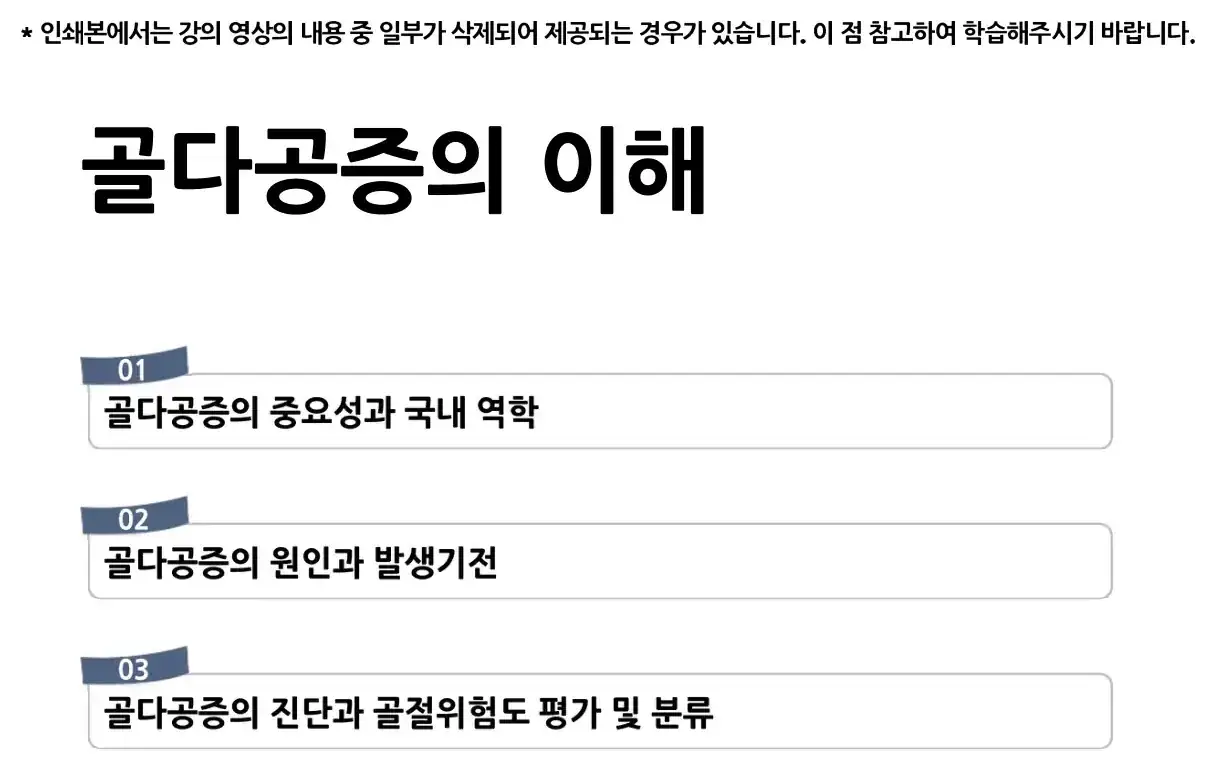 * 인쇄본에서는 강의 영상의 내용 중 일부가 삭제되어 제공되는 경우가 있습니다. 이 점 참고하여 학습해주시기 바랍니다.
골다공증의 이해
01
골다공증의 중요성과 국내 역학
02
골다공증의 원인과 발생기전
03
골다공증의 진단과 골절위험도 평가 및 분류